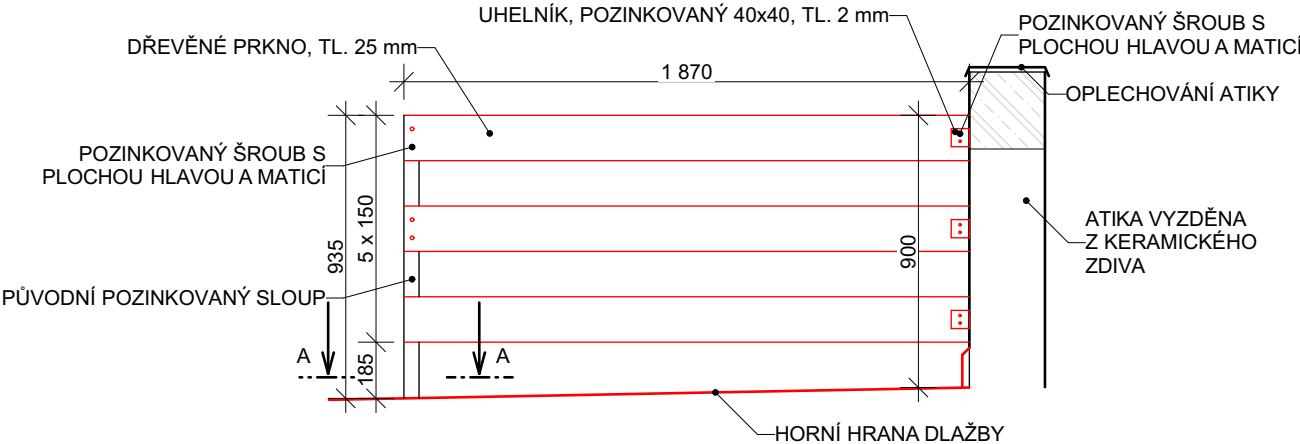 UHELNÍK, POZINKOVANÝ 40x40, TL. 2 mm
POZINKOVANÝ ŠROUB S
PLOCHOU HLAVOU A MATICÍ
DŘEVĚNÉ PRKNO, TL. 25 mm
1 870
OPLECHOVÁNÍ ATIKY
POZINKOVANÝ ŠROUB S
PLOCHOU HLAVOU A MATICÍ
935
5 x 150
900
ATIKA VYZDĚNA
Z KERAMICKÉHO
ZDIVA
PŮVODNÍ POZINKOVANÝ SLOUP
A
A
185
HORNÍ HRANA DLAŽBY